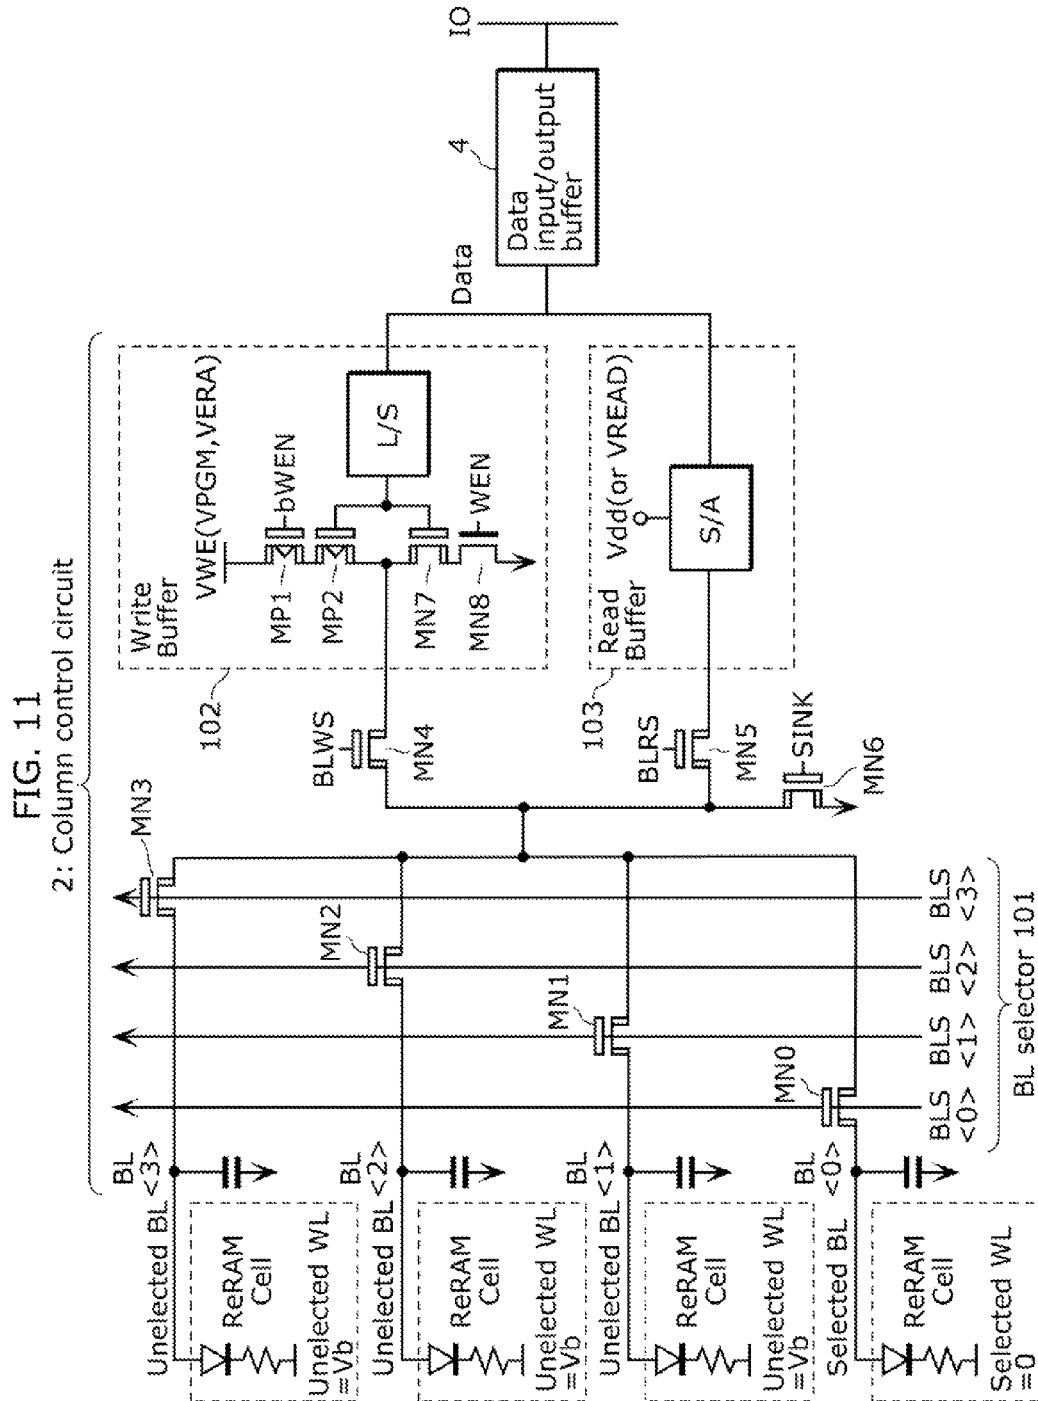 FIG. 11
2: Column control circuit
Unelected BL
BL
<3>
ReRAM
Cell
Unelected WL
=Vb
Unelected BL
BL
<2>
ReRAM
Cell
Unelected WL
=Vb
Unelected BL
BL
<1>
ReRAM
Cell
Unelected WL
=Vb
Selected BL
BL
<0>
ReRAM
Cell
Selected WL
=0
MN3
MN2
MN1
MN0
BLS
<0>
BLS
<1>
BLS
<2>
BLS
<3>
BL selector 101
102
Write
Buffer
VWE(VPGM,VERA)
MP1
bWEN
MP2
MN7
MN8
WEN
L/S
BLWS
MN4
103
Read
Buffer
Vdd(or VREAD)
S/A
BLRS
MN5
SINK
MN6
Data
4
Data
input/output
buffer
IO